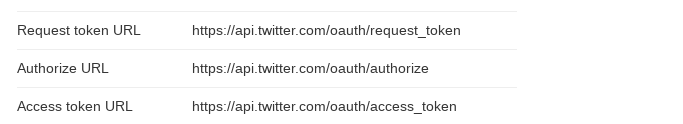 Request token URL https://api.twitter.com/oauth/request_token
Authorize URL https://api.twitter.com/oauth/authorize
Access token URL https://api.twitter.com/oauth/access_token